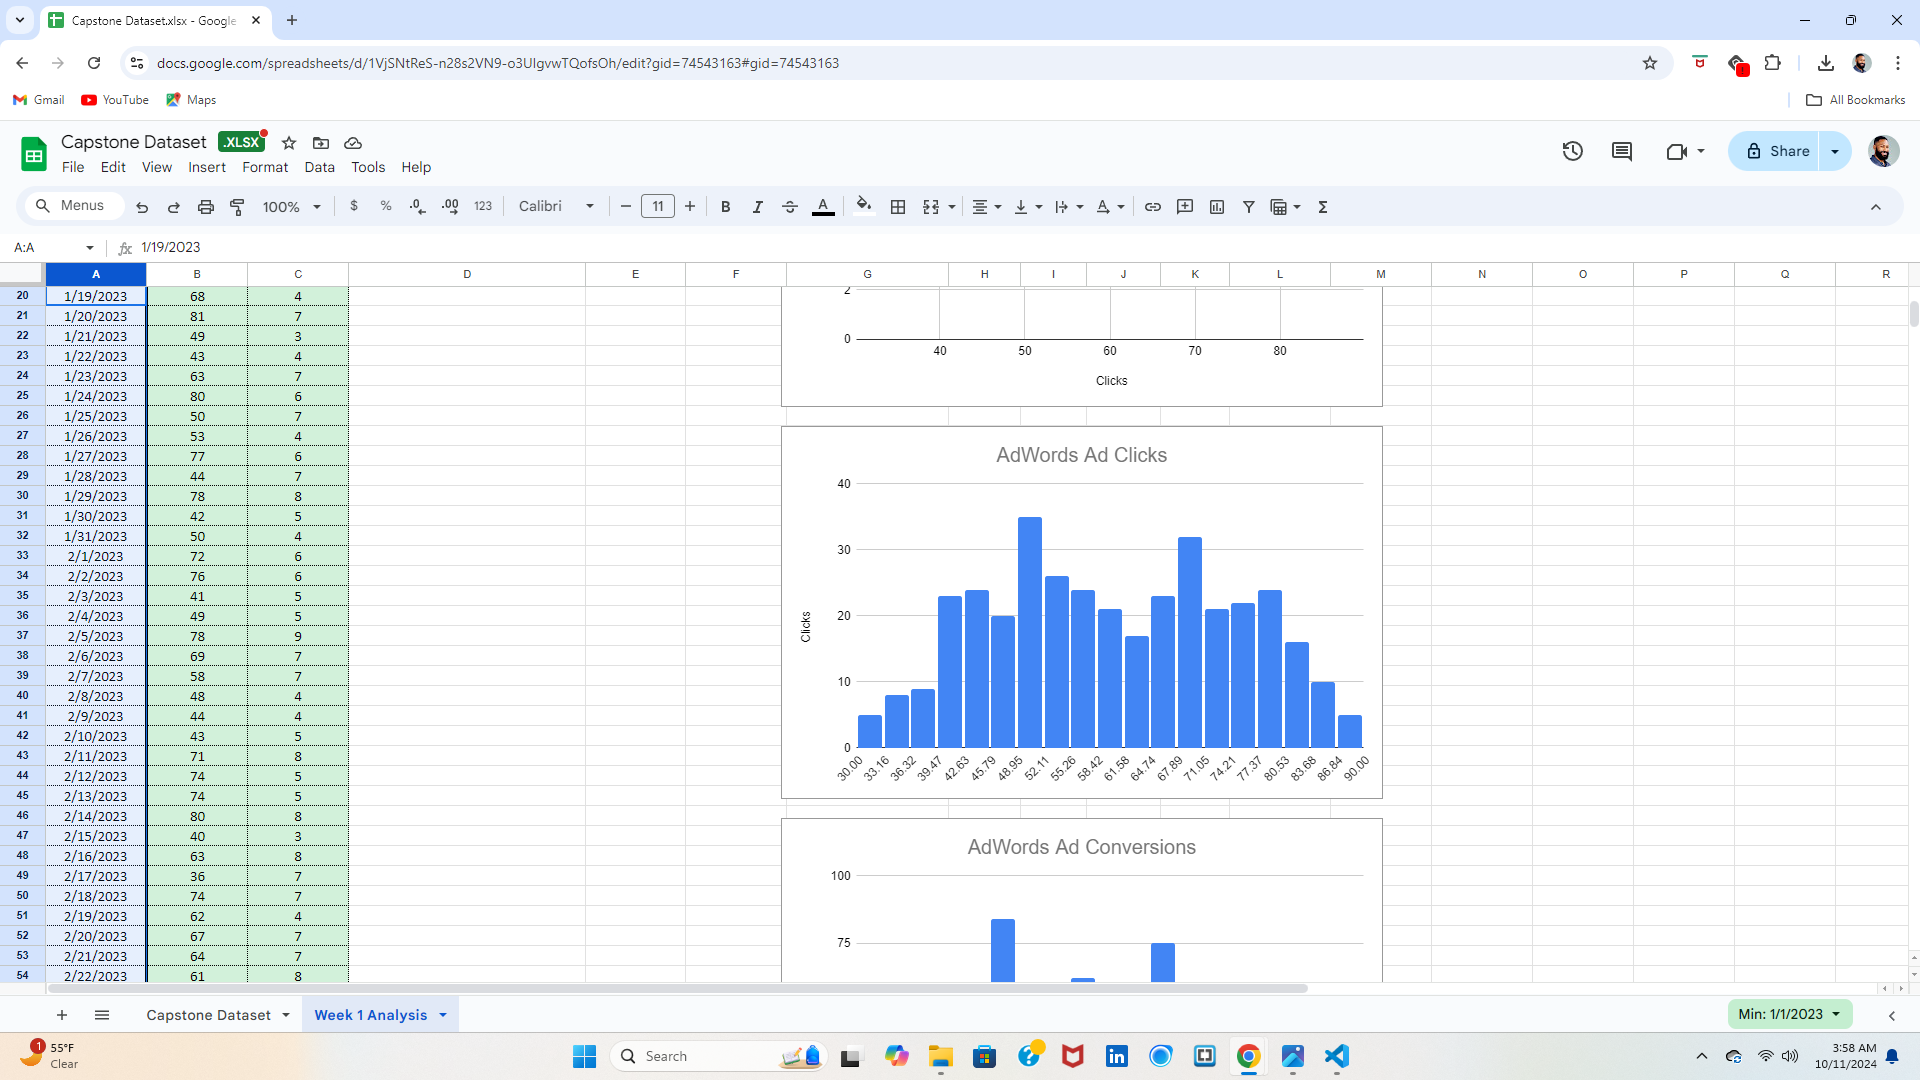 Capstone Dataset.xlsx - Google
docs.google.com/spreadsheets/d/1VjSNtReS-n28s2VN9-o3UIgvwTQofsOh/edit?gid=74543163#gid=74543163
Gmail YouTube Maps All Bookmarks
Capstone Dataset .XLSX
File Edit View Insert Format Data Tools Help
Share
Menus 100% $ % .0 .00 123 Calibri 11 B I A
A:A fx 1/19/2023
A B C D E F G H I J K L M N O P Q R
20 1/19/2023 68 4
21 1/20/2023 81 7
22 1/21/2023 49 3
23 1/22/2023 43 4
24 1/23/2023 63 7
25 1/24/2023 80 6
26 1/25/2023 50 7
27 1/26/2023 53 4
28 1/27/2023 77 6
29 1/28/2023 44 7
30 1/29/2023 78 8
31 1/30/2023 42 5
32 1/31/2023 50 4
33 2/1/2023 72 6
34 2/2/2023 76 6
35 2/3/2023 41 5
36 2/4/2023 49 5
37 2/5/2023 78 9
38 2/6/2023 69 7
39 2/7/2023 58 7
40 2/8/2023 48 4
41 2/9/2023 44 4
42 2/10/2023 43 5
43 2/11/2023 71 8
44 2/12/2023 74 5
45 2/13/2023 74 5
46 2/14/2023 80 8
47 2/15/2023 40 3
48 2/16/2023 63 8
49 2/17/2023 36 7
50 2/18/2023 74 7
51 2/19/2023 62 4
52 2/20/2023 67 7
53 2/21/2023 64 7
54 2/22/2023 61 8
2
0
40 50 60 70 80
Clicks
AdWords Ad Clicks
40
30
20
10
0
Clicks
30.00 33.16 36.32 39.47 42.63 45.79 48.95 52.11 55.26 58.42 61.58 64.74 67.89 71.05 74.21 77.37 80.53 83.68 86.84 90.00
AdWords Ad Conversions
100
75
Capstone Dataset Week 1 Analysis Min: 1/1/2023
1
55°F
Clear
Search
3:58 AM
10/11/2024